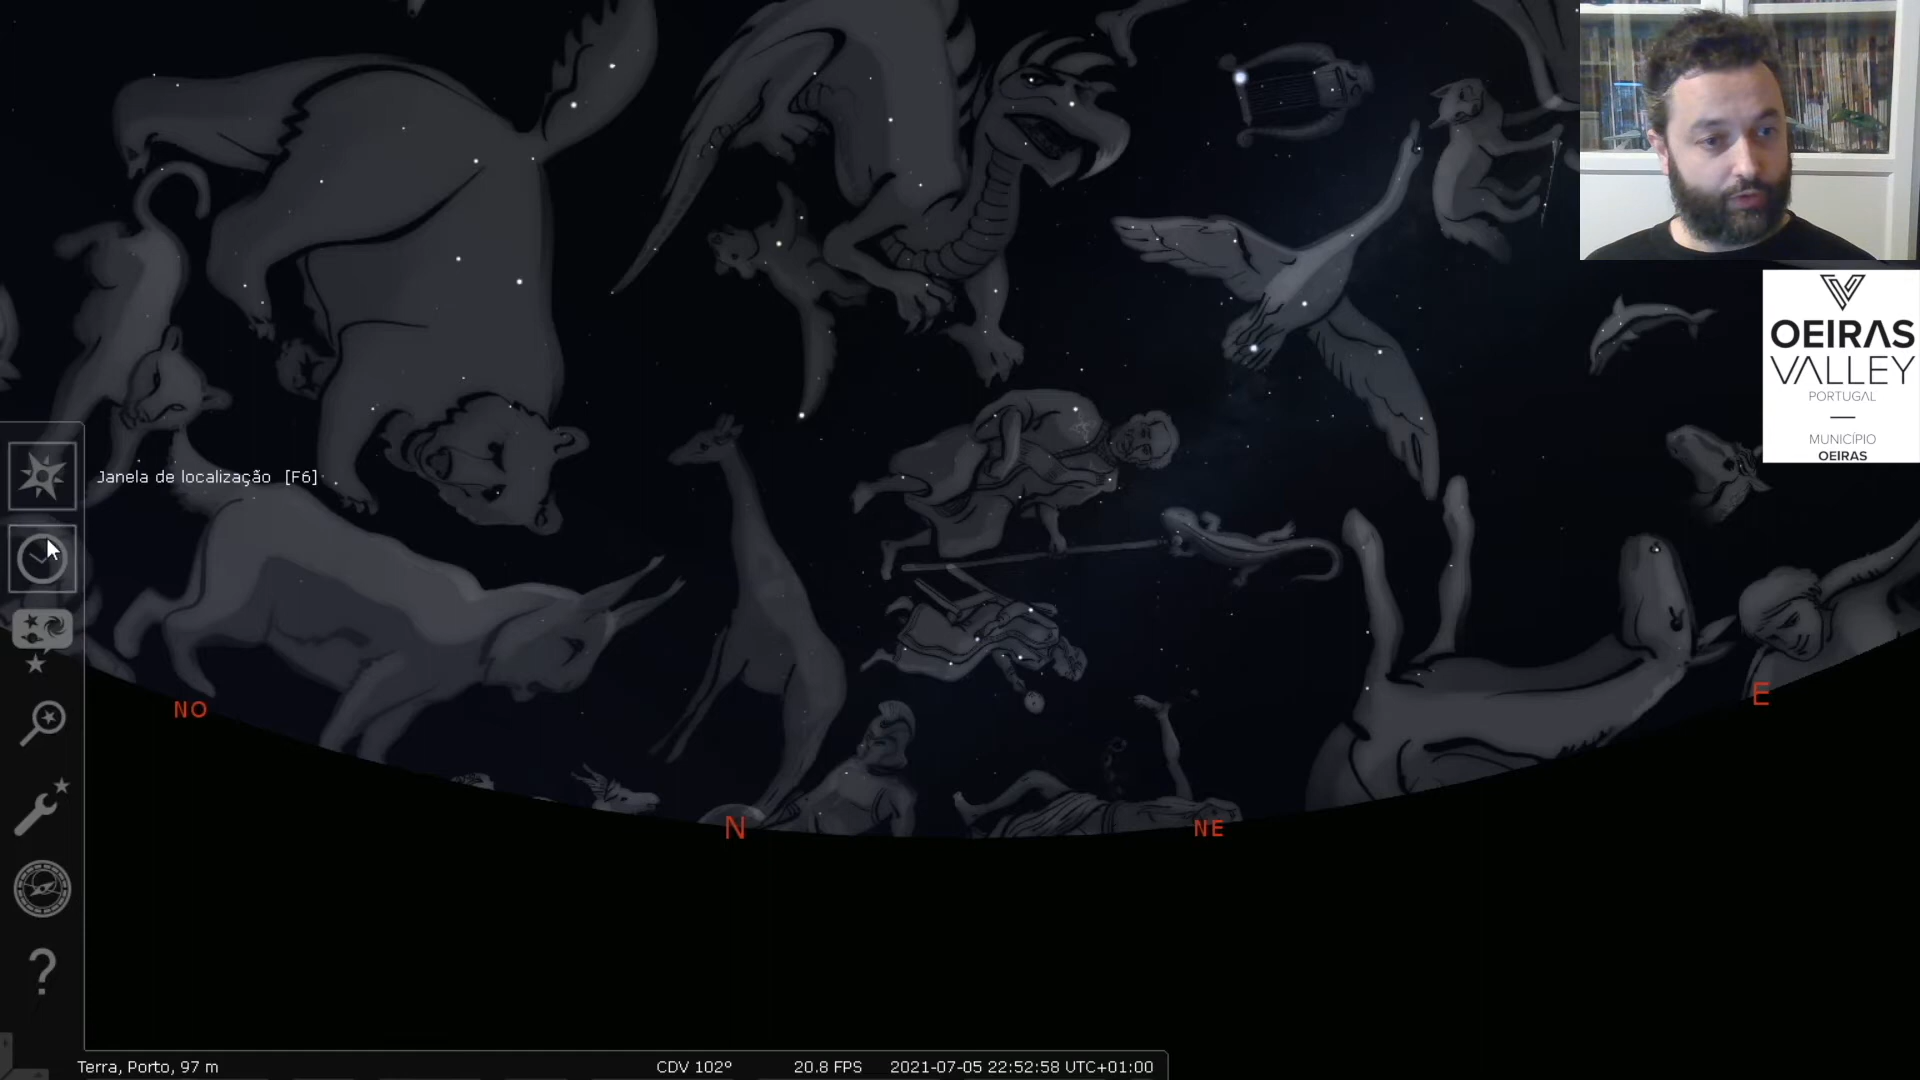 OEIRAS
VALLEY
PORTUGAL
MUNICÍPIO
OEIRAS
Janela de localização [F6]
NO
E
N
NE
?
Terra, Porto, 97 m
CDV 102º
20.8 FPS
2021-07-05 22:52:58 UTC+01:00